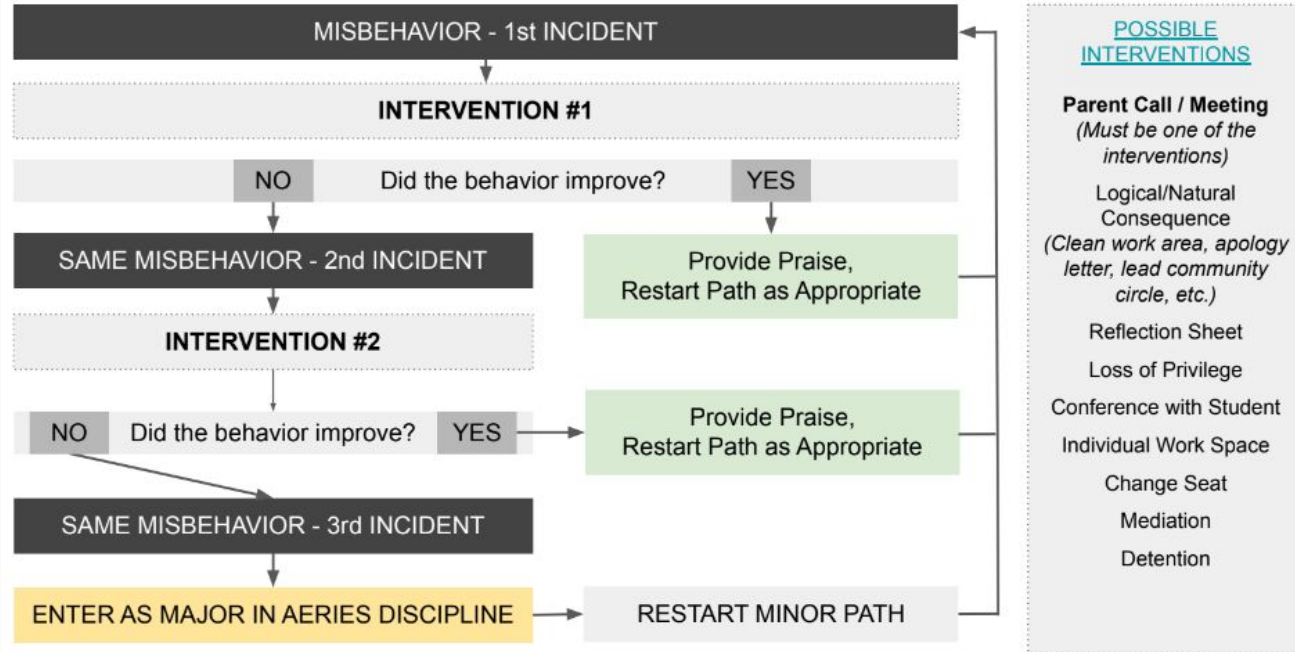 MISBEHAVIOR - 1st INCIDENT
INTERVENTION #1
NO Did the behavior improve? YES
SAME MISBEHAVIOR - 2nd INCIDENT
Provide Praise,
Restart Path as Appropriate
INTERVENTION #2
NO Did the behavior improve? YES
Provide Praise,
Restart Path as Appropriate
SAME MISBEHAVIOR - 3rd INCIDENT
ENTER AS MAJOR IN AERIES DISCIPLINE
RESTART MINOR PATH
POSSIBLE
INTERVENTIONS
Parent Call / Meeting
(Must be one of the
interventions)
Logical/Natural
Consequence
(Clean work area, apology
letter, lead community
circle, etc.)
Reflection Sheet
Loss of Privilege
Conference with Student
Individual Work Space
Change Seat
Mediation
Detention